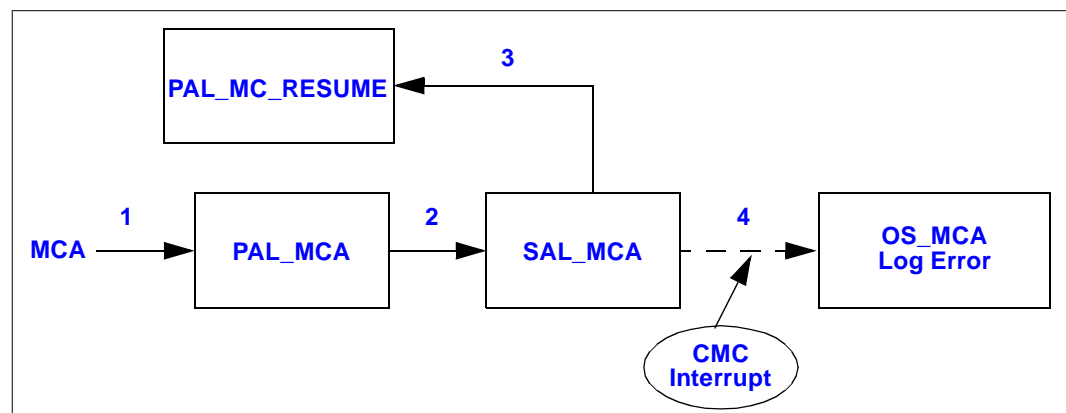 3
PAL_MC_RESUME
1
2
4
MCA
PAL_MCA
SAL_MCA
OS_MCA
Log Error
CMC
Interrupt